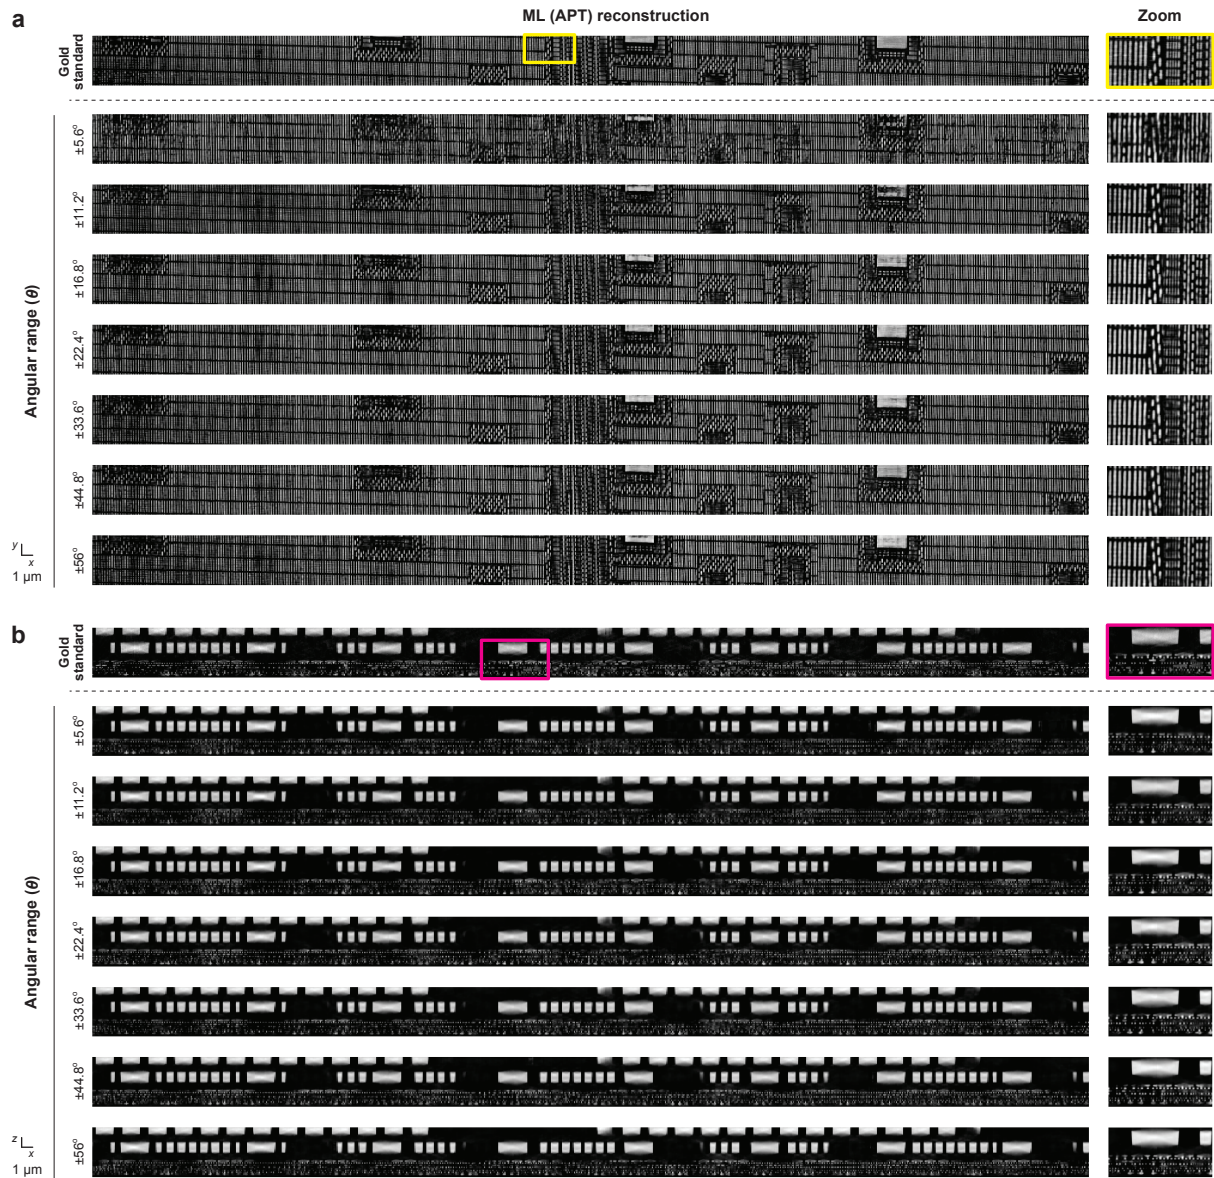 a
ML (APT) reconstruction
Zoom
Gold
standard
Angular range (θ)
±5.6°
±11.2°
±16.8°
±22.4°
±33.6°
±44.8°
±56°
y
x
1 µm
b
Gold
standard
Angular range (θ)
±5.6°
±11.2°
±16.8°
±22.4°
±33.6°
±44.8°
±56°
z
x
1 µm